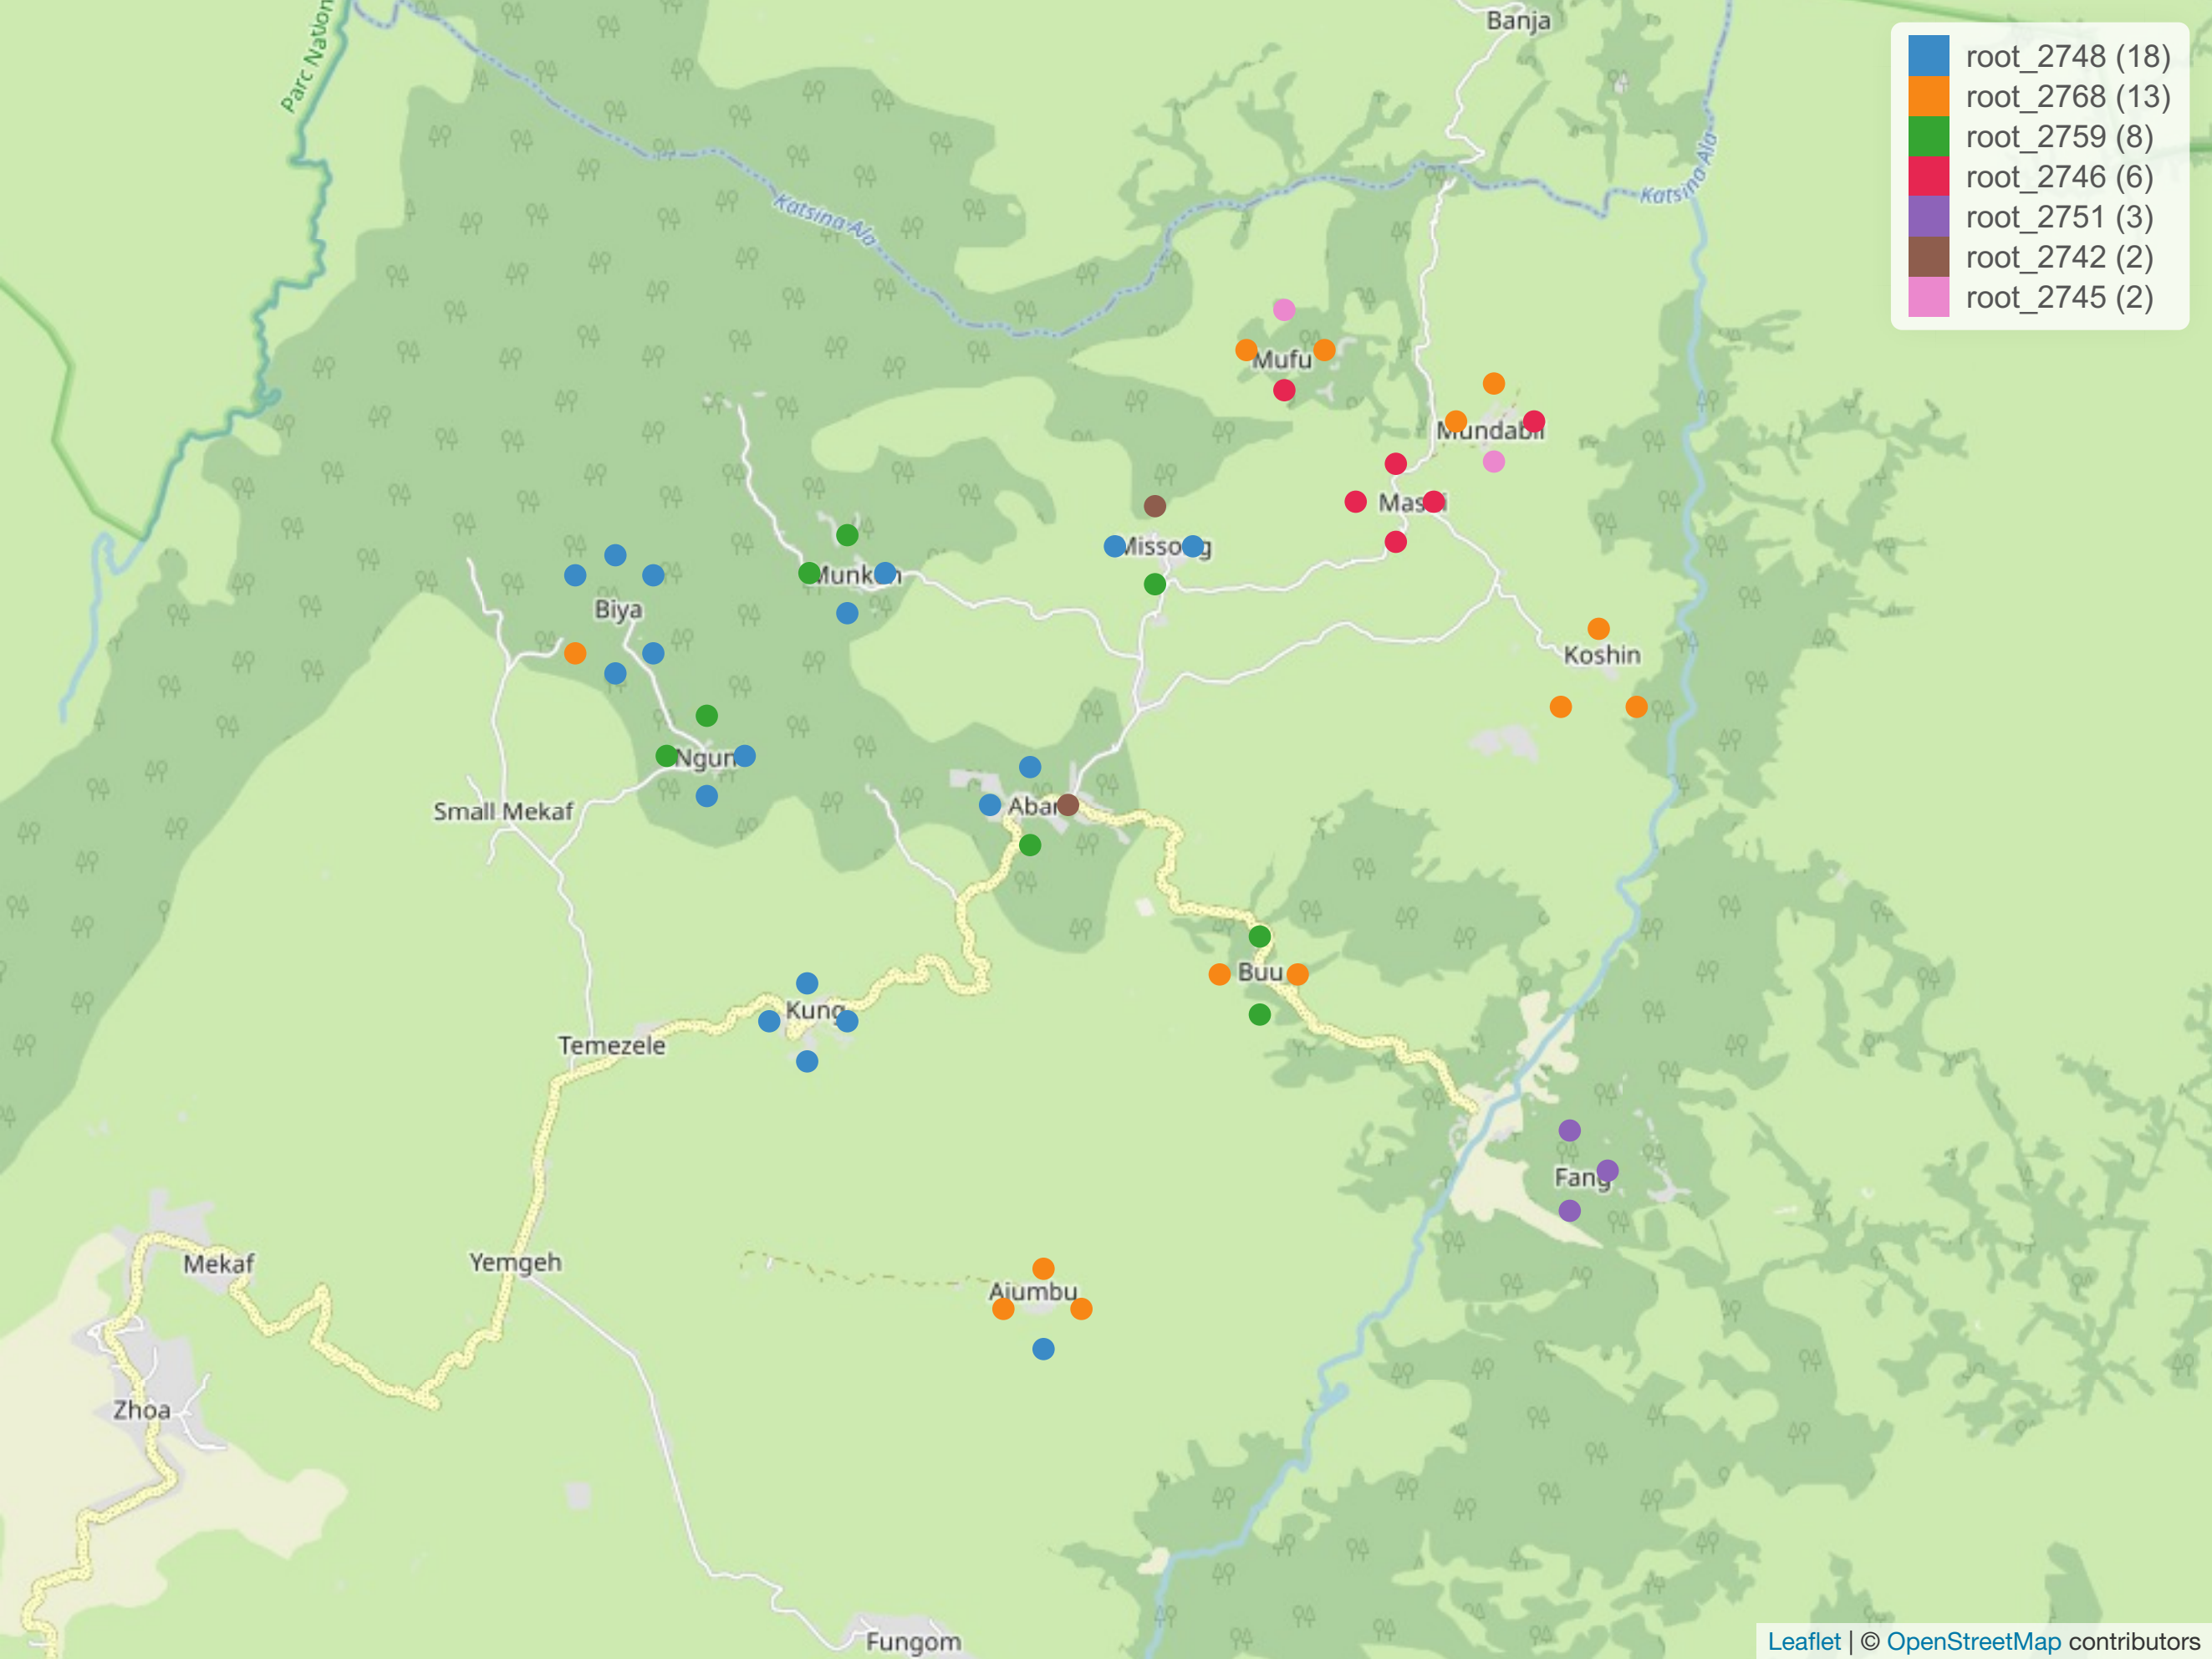 Parc Nation
Banja
root_2748 (18)
root_2768 (13)
root_2759 (8)
root_2746 (6)
root_2751 (3)
root_2742 (2)
root_2745 (2)
Katsina-Ala
Katsina Ala
Mufu
Mundabli
Missong
Biya
Koshin
Small Mekaf
Buu
Kung
Temezele
Fang
Mekaf
Yemgeh
Aiumbu
Zhoa
Fungom
Leaflet | © OpenStreetMap contributors